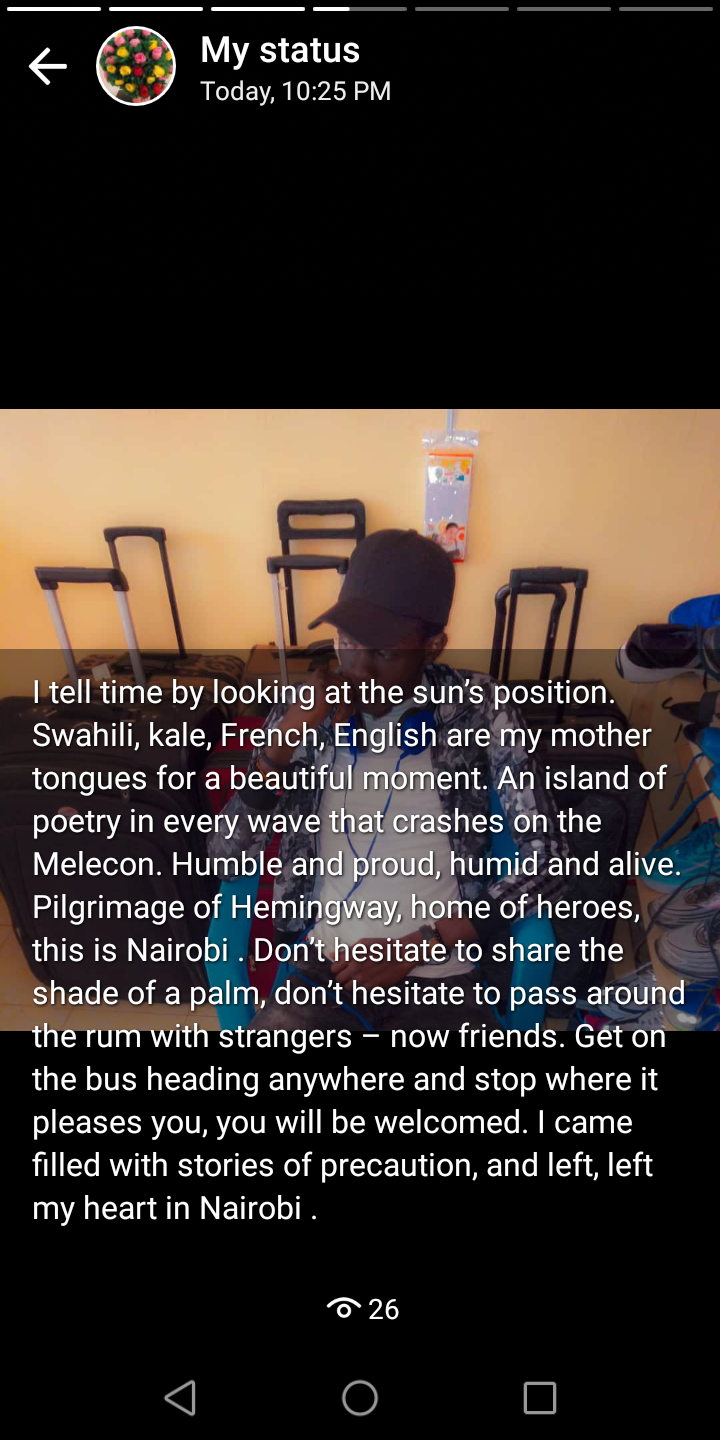 My status
Today, 10:25 PM
I tell time by looking at the sun’s position.
Swahili, kale, French, English are my mother
tongues for a beautiful moment. An island of
poetry in every wave that crashes on the
Melecon. Humble and proud, humid and alive.
Pilgrimage of Hemingway, home of heroes,
this is Nairobi . Don’t hesitate to share the
shade of a palm, don’t hesitate to pass around
the rum with strangers – now friends. Get on
the bus heading anywhere and stop where it
pleases you, you will be welcomed. I came
filled with stories of precaution, and left, left
my heart in Nairobi .
26